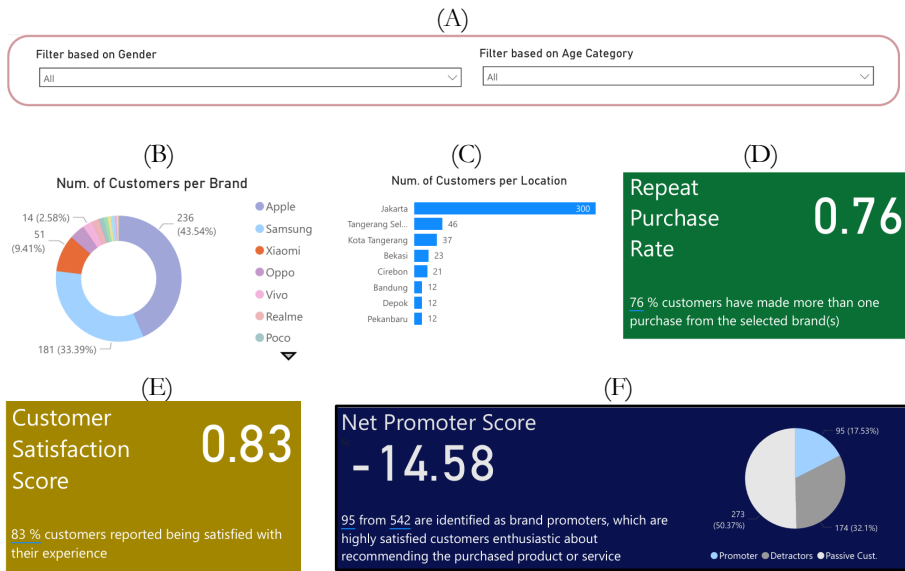 (A)
Filter based on Gender
All
Filter based on Age Category
All
(B)
Num. of Customers per Brand
14 (2.58%)
51
(9.41%)
236
(43.54%)
181 (33.39%)
Apple
Samsung
Xiaomi
Oppo
Vivo
Realme
Poco
(C)
Num. of Customers per Location
Jakarta 300
Tangerang Sel... 46
Kota Tangerang 37
Bekasi 23
Cirebon 21
Bandung 12
Depok 12
Pekanbaru 12
(D)
Repeat
Purchase
Rate
0.76
76 % customers have made more than one
purchase from the selected brand(s)
(E)
Customer
Satisfaction
Score
0.83
83 % customers reported being satisfied with
their experience
(F)
Net Promoter Score
-14.58
95 from 542 are identified as brand promoters, which are
highly satisfied customers enthusiastic about
recommending the purchased product or service
95 (17.53%)
273
(50.37%)
174 (32.1%)
Promoter Detractors Passive Cust.